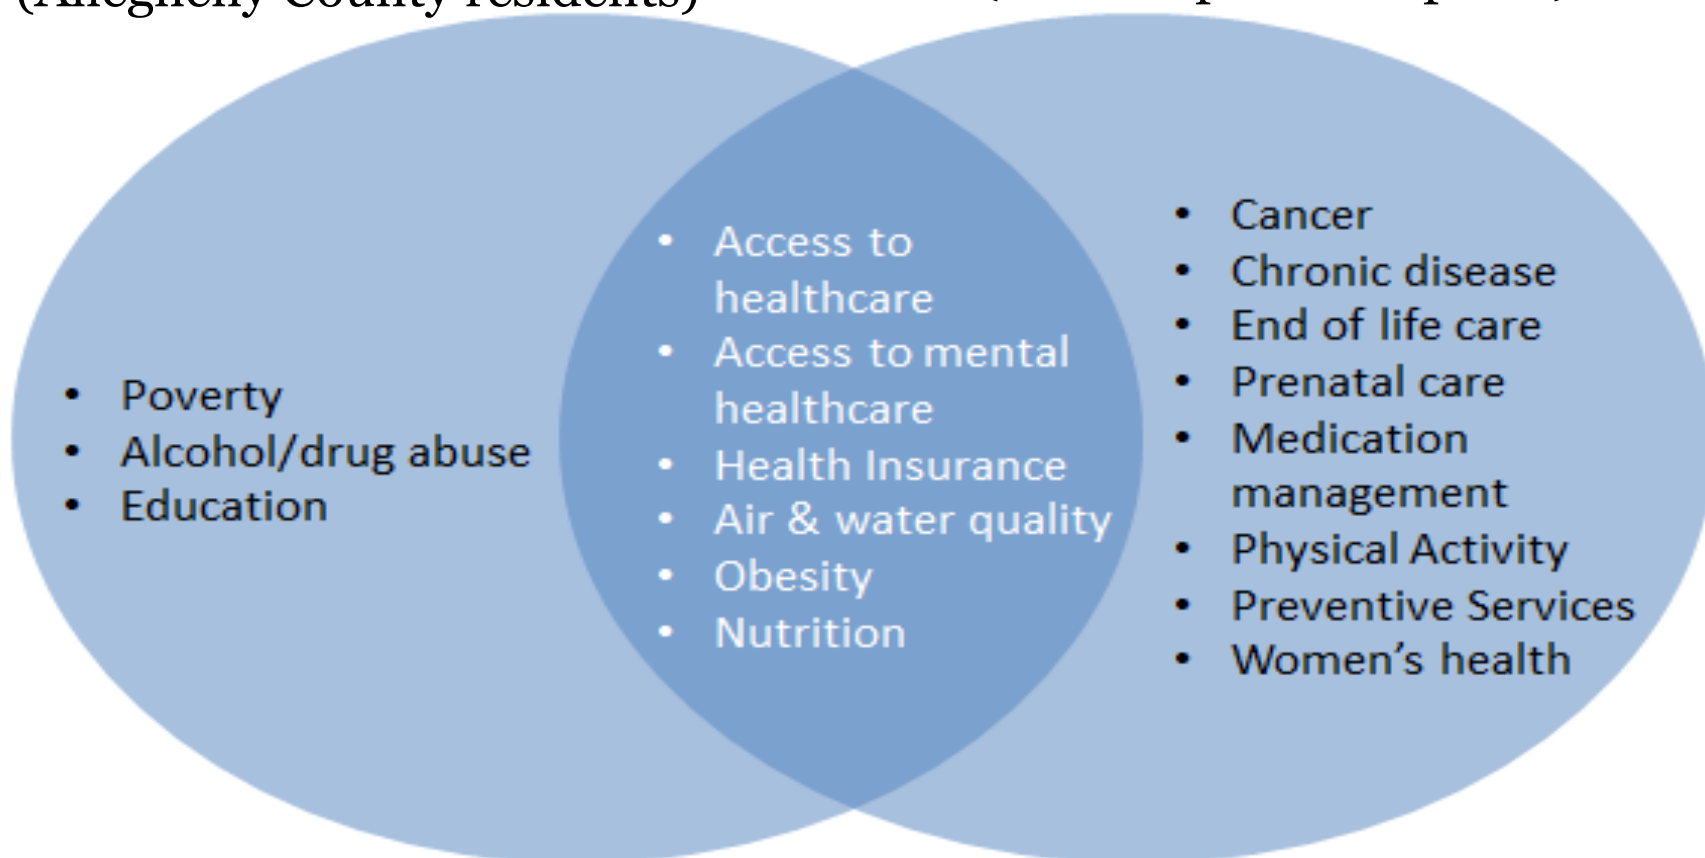 (Allegheny County residents)
• Poverty
• Alcohol/drug abuse
• Education
• Access to
healthcare
• Access to mental
healthcare
• Health Insurance
• Air & water quality
• Obesity
• Nutrition
• Cancer
• Chronic disease
• End of life care
• Prenatal care
• Medication
management
• Physical Activity
• Preventive Services
• Women’s health